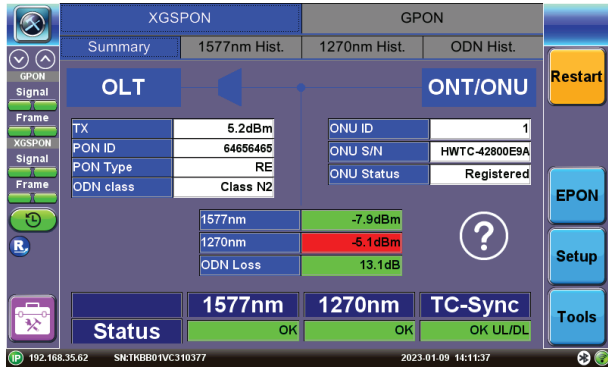 XGSPON GPON
Summary 1577nm Hist. 1270nm Hist. ODN Hist.
GPON
Signal
Frame
XGSPON
Signal
Frame
OLT ONT/ONU
TX 5.2dBm
PON ID 64656465
PON Type RE
ODN class Class N2
ONU ID 1
ONU S/N HWTC-42800E9A
ONU Status Registered
1577nm -7.9dBm
1270nm -5.1dBm
ODN Loss 13.1dB
?
1577nm 1270nm TC-Sync
Status OK OK OK UL/DL
Restart
EPON
Setup
Tools
R
IP 192.168.35.62 SN:TKBB01VC310377 2023-01-09 14:11:37